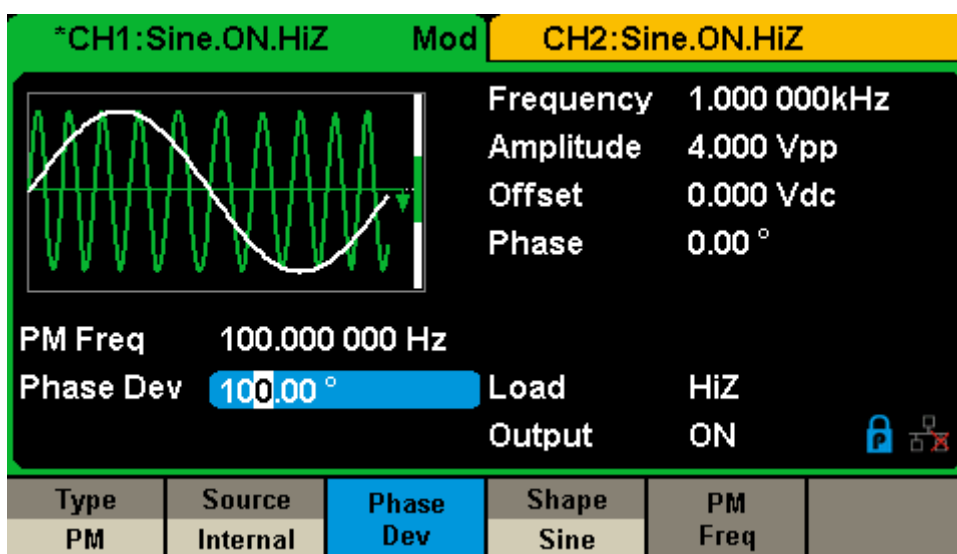 *CH1:Sine.ON.HiZ Mod CH2:Sine.ON.HiZ
Frequency 1.000 000kHz
Amplitude 4.000 Vpp
Offset 0.000 Vdc
Phase 0.00 °
PM Freq 100.000 000 Hz
Phase Dev 100.00 °
Load HiZ
Output ON
P
Type Source Phase Shape PM
PM Internal Dev Sine Freq